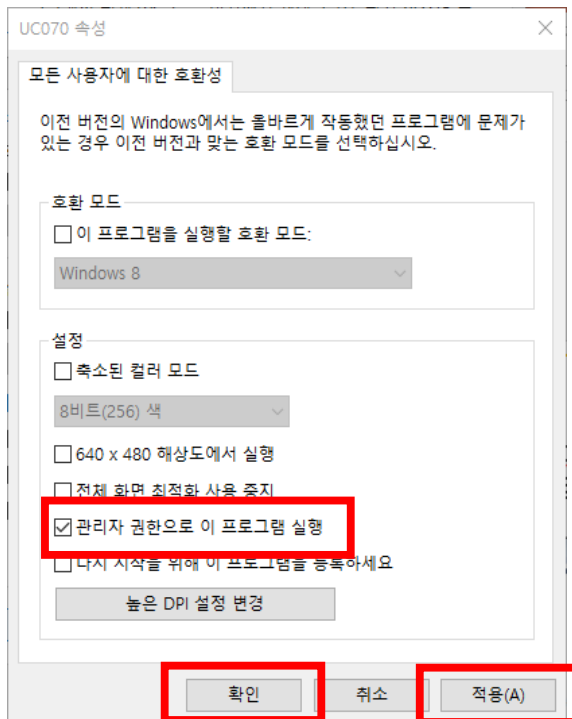 UC070 속성
모든 사용자에 대한 호환성
이전 버전의 Windows에서는 올바르게 작동했던 프로그램에 문제가
있는 경우 이전 버전과 맞는 호환 모드를 선택하십시오.
호환 모드
이 프로그램을 실행할 호환 모드:
Windows 8
설정
축소된 컬러 모드
8비트(256) 색
640 x 480 해상도에서 실행
전체 화면 최적화 사용 중지
관리자 권한으로 이 프로그램 실행
다시 시작을 위해 이 프로그램을 등록하세요
높은 DPI 설정 변경
확인
취소
적용(A)